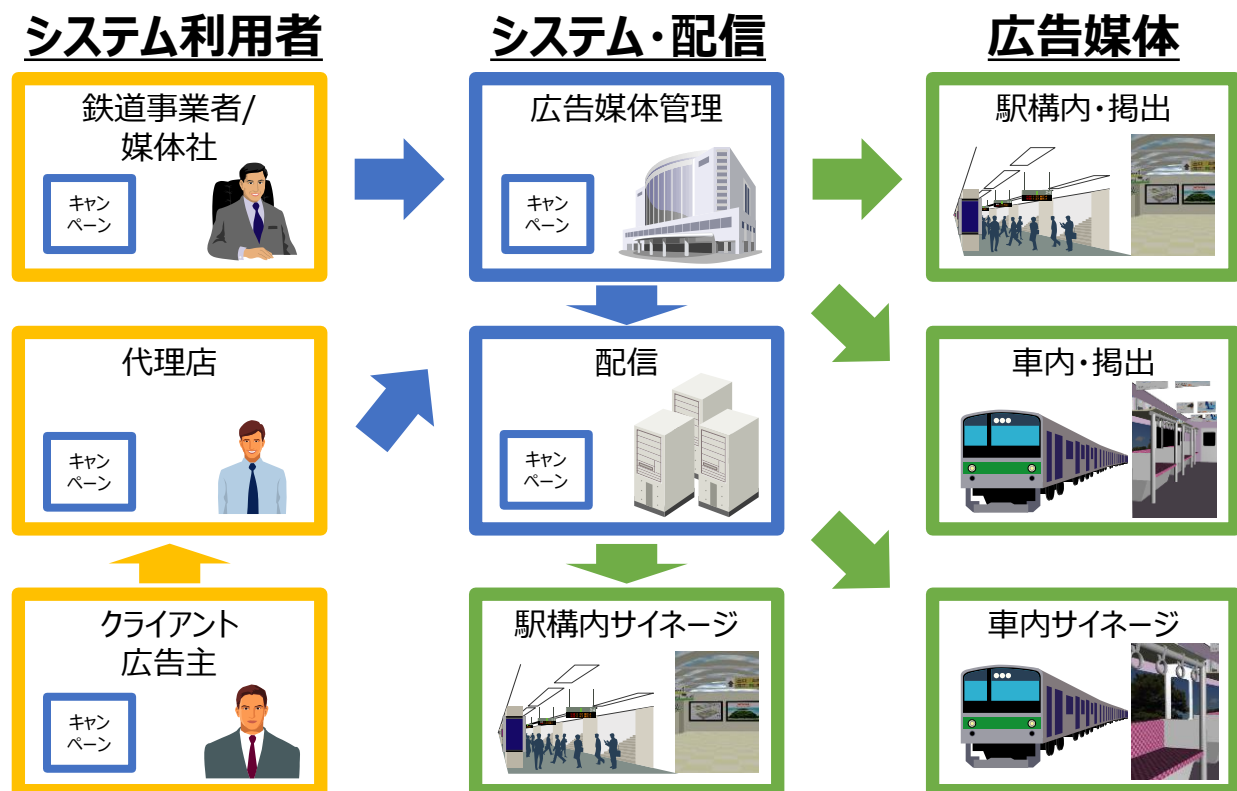 システム利用者
システム・配信
広告媒体
鉄道事業者/
媒体社
キャン
ペーン
広告媒体管理
キャン
ペーン
駅構内・掲出
代理店
キャン
ペーン
配信
キャン
ペーン
車内・掲出
クライアント
広告主
キャン
ペーン
駅構内サイネージ
車内サイネージ